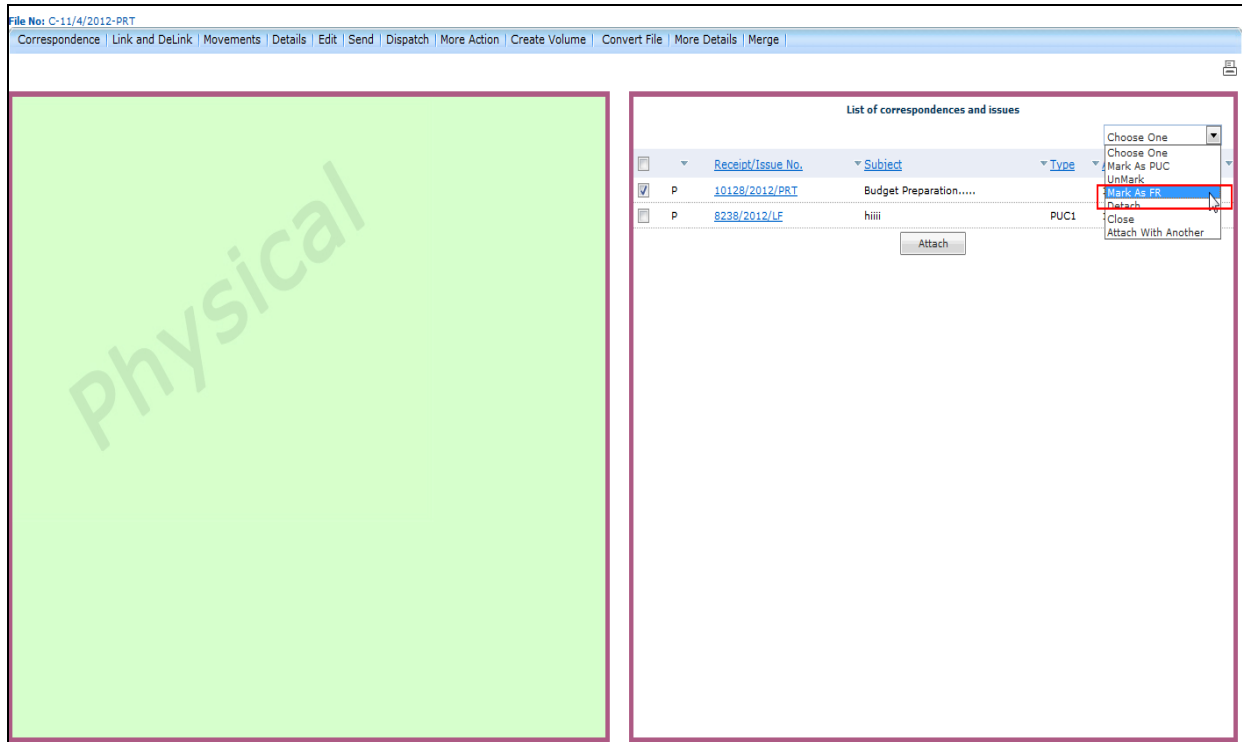 File No: C-11/4/2012-PRT
Correspondence | Link and DeLink | Movements | Details | Edit | Send | Dispatch | More Action | Create Volume | Convert File | More Details | Merge |
Physical
List of correspondences and issues
Choose One
Receipt/Issue No. Subject Type
Choose One
Mark As PUC
UnMark
Mark As FR
Detach
Close
Attach With Another
P 10128/2012/PRT Budget Preparation.....
P 8238/2012/LF hiiii PUC1
Attach